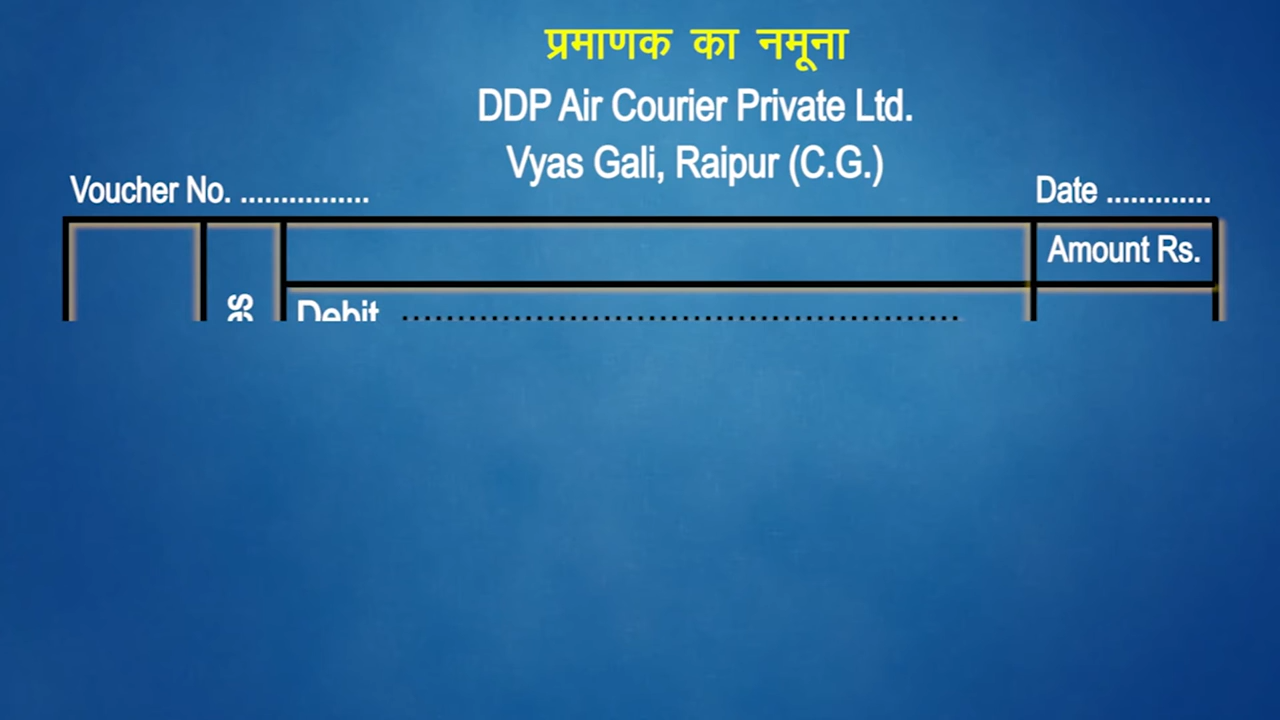 प्रमाणक का नमूना
DDP Air Courier Private Ltd.
Vyas Gali, Raipur (C.G.)
Voucher No. ................
Date .............
Amount Rs.
Debit ........................................................